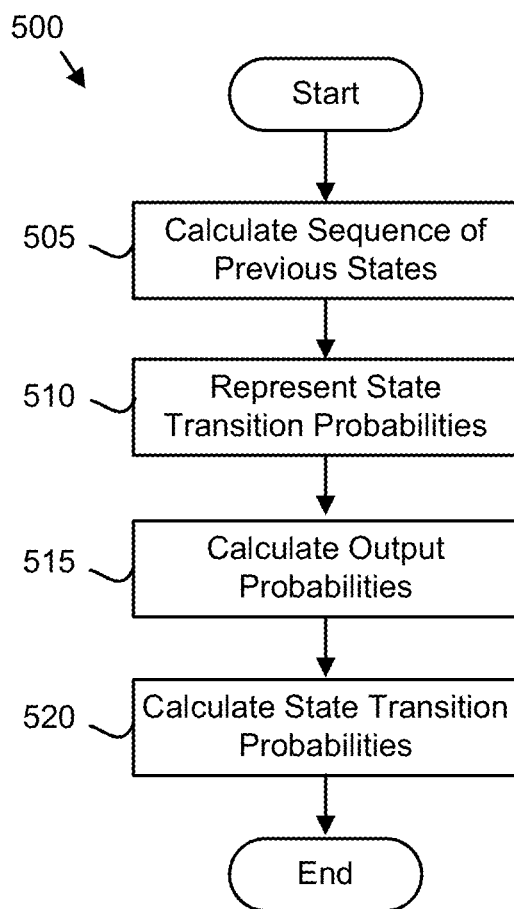 500
Start
505
Calculate Sequence of
Previous States
510
Represent State
Transition Probabilities
515
Calculate Output
Probabilities
520
Calculate State Transition
Probabilities
End